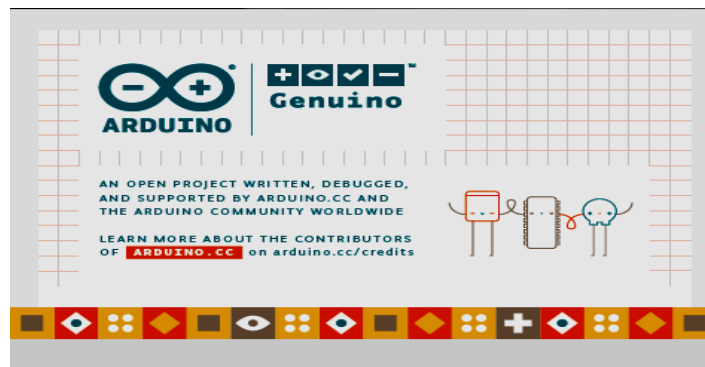 ARDUINO
™
Genuino
AN OPEN PROJECT WRITTEN, DEBUGGED,
AND SUPPORTED BY ARDUINO.CC AND
THE ARDUINO COMMUNITY WORLDWIDE
LEARN MORE ABOUT THE CONTRIBUTORS
OF ARDUINO.CC on arduino.cc/credits